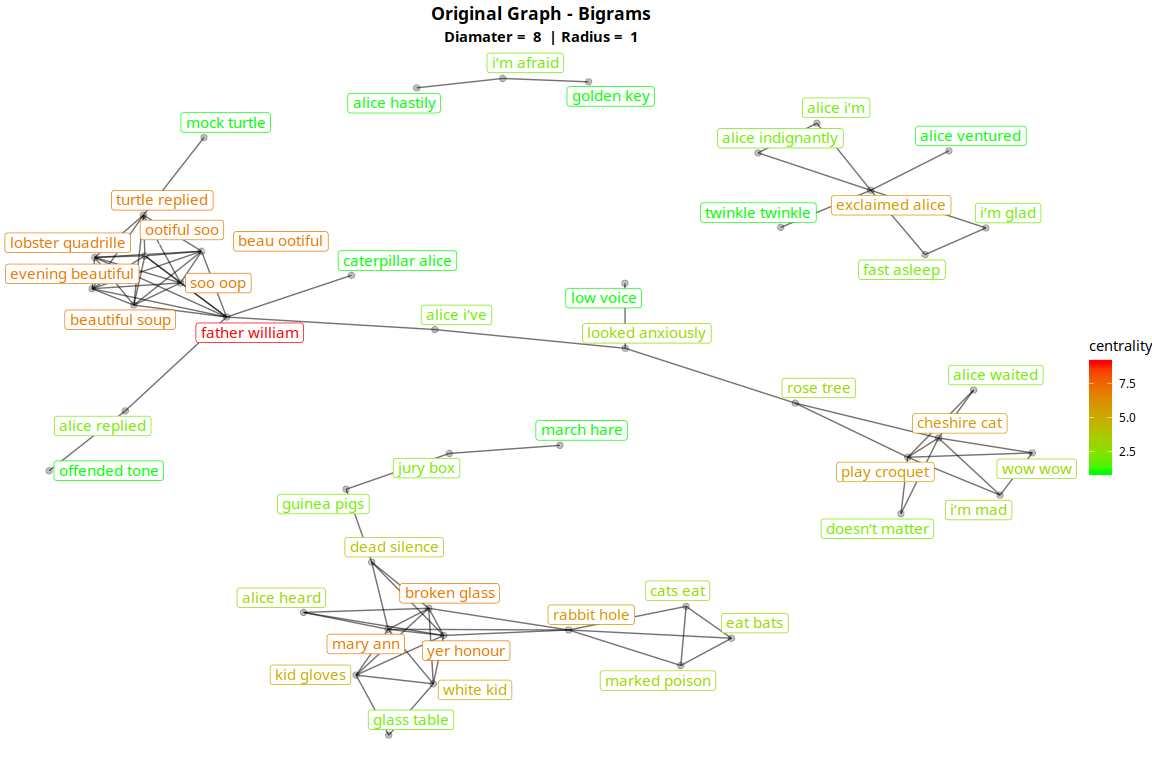 Original Graph - Bigrams
Diamater =  8  | Radius =  1
i’m afraid
alice hastily
golden key
alice i’m
mock turtle
alice indignantly
alice ventured
turtle replied
exclaimed alice
twinkle twinkle
i’m glad
ootiful soo
lobster quadrille
beau ootiful
caterpillar alice
evening beautiful
soo oop
fast asleep
low voice
beautiful soup
alice i’ve
father william
looked anxiously
centrality
7.5
5.0
2.5
rose tree
alice waited
cheshire cat
alice replied
march hare
offended tone
jury box
play croquet
wow wow
guinea pigs
i’m mad
doesn’t matter
dead silence
alice heard
broken glass
cats eat
rabbit hole
eat bats
mary ann
yer honour
kid gloves
white kid
marked poison
glass table